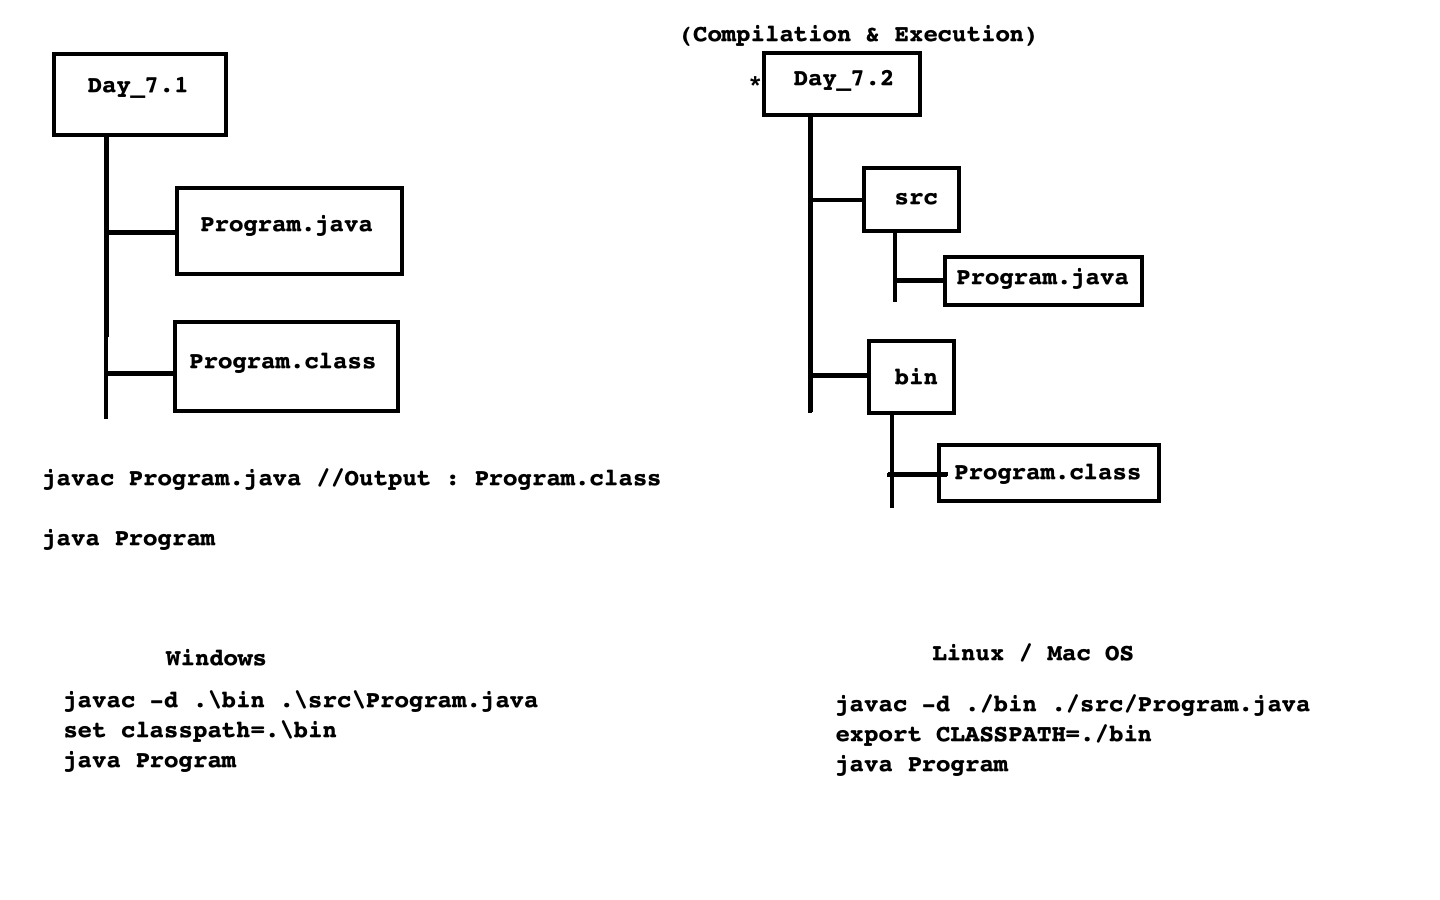 (Compilation & Execution)
Day_7.1
* Day_7.2
Program.java
Program.class
src
Program.java
bin
Program.class
javac Program.java //Output : Program.class
java Program
Windows
javac -d .\bin .\src\Program.java
set classpath=.\bin
java Program
Linux / Mac OS
javac -d ./bin ./src/Program.java
export CLASSPATH=./bin
java Program